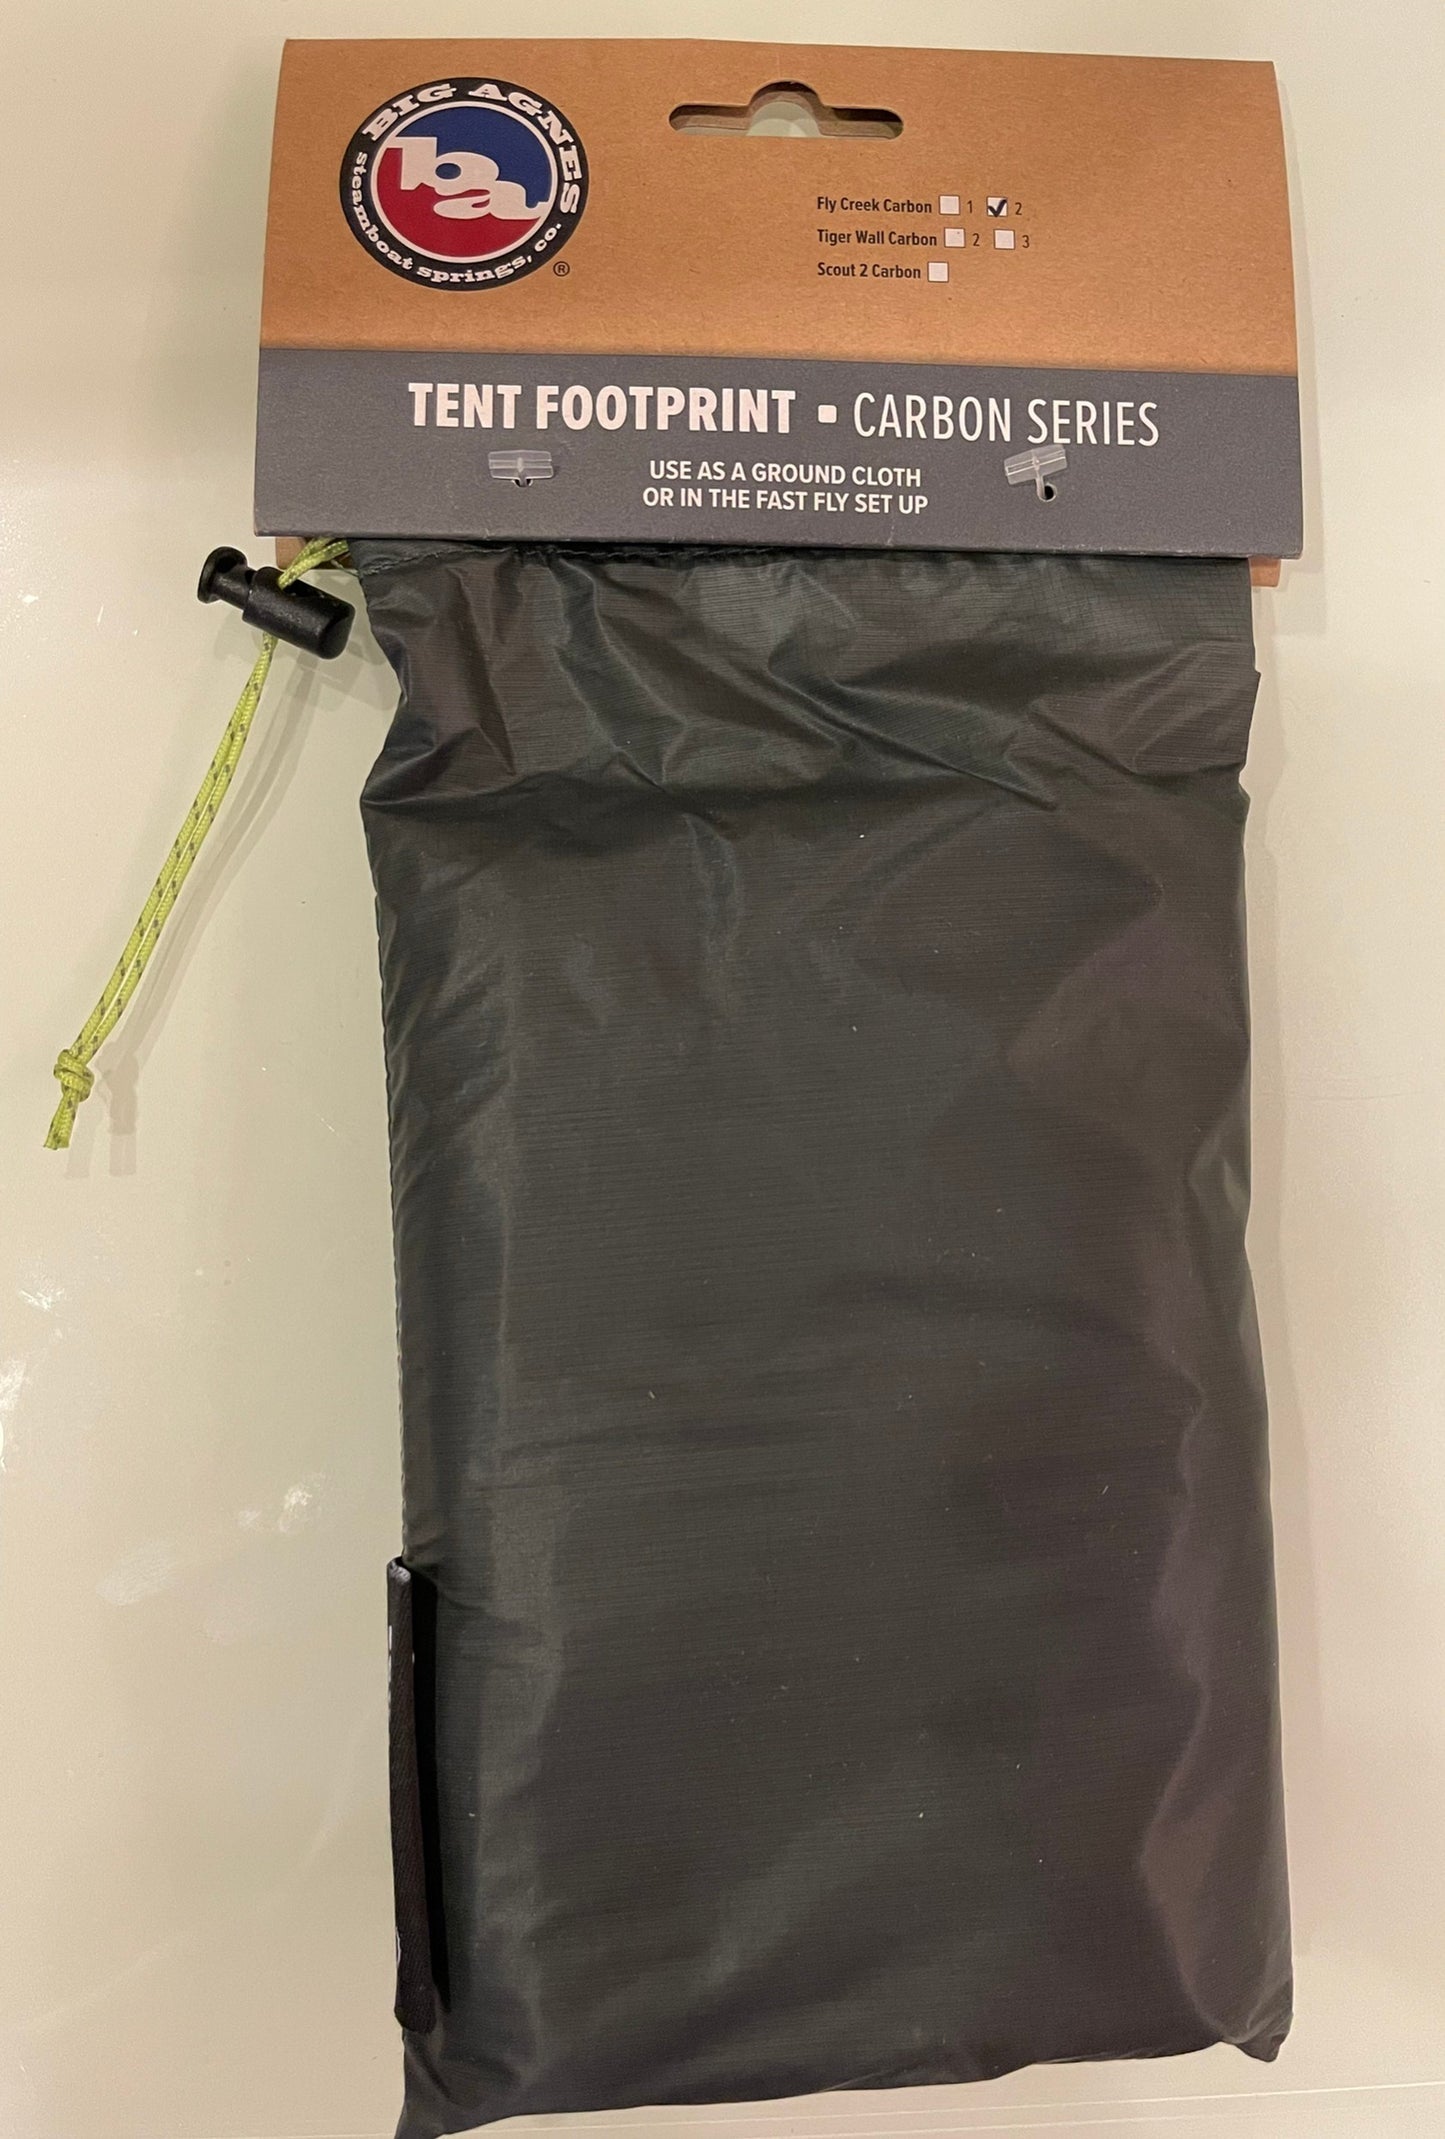 BIG AGNES
ba
steamboat springs, co.
®
Fly Creek Carbon 1 2
Tiger Wall Carbon 2 3
Scout 2 Carbon
TENT FOOTPRINT ▪ CARBON SERIES
USE AS A GROUND CLOTH
OR IN THE FAST FLY SET UP